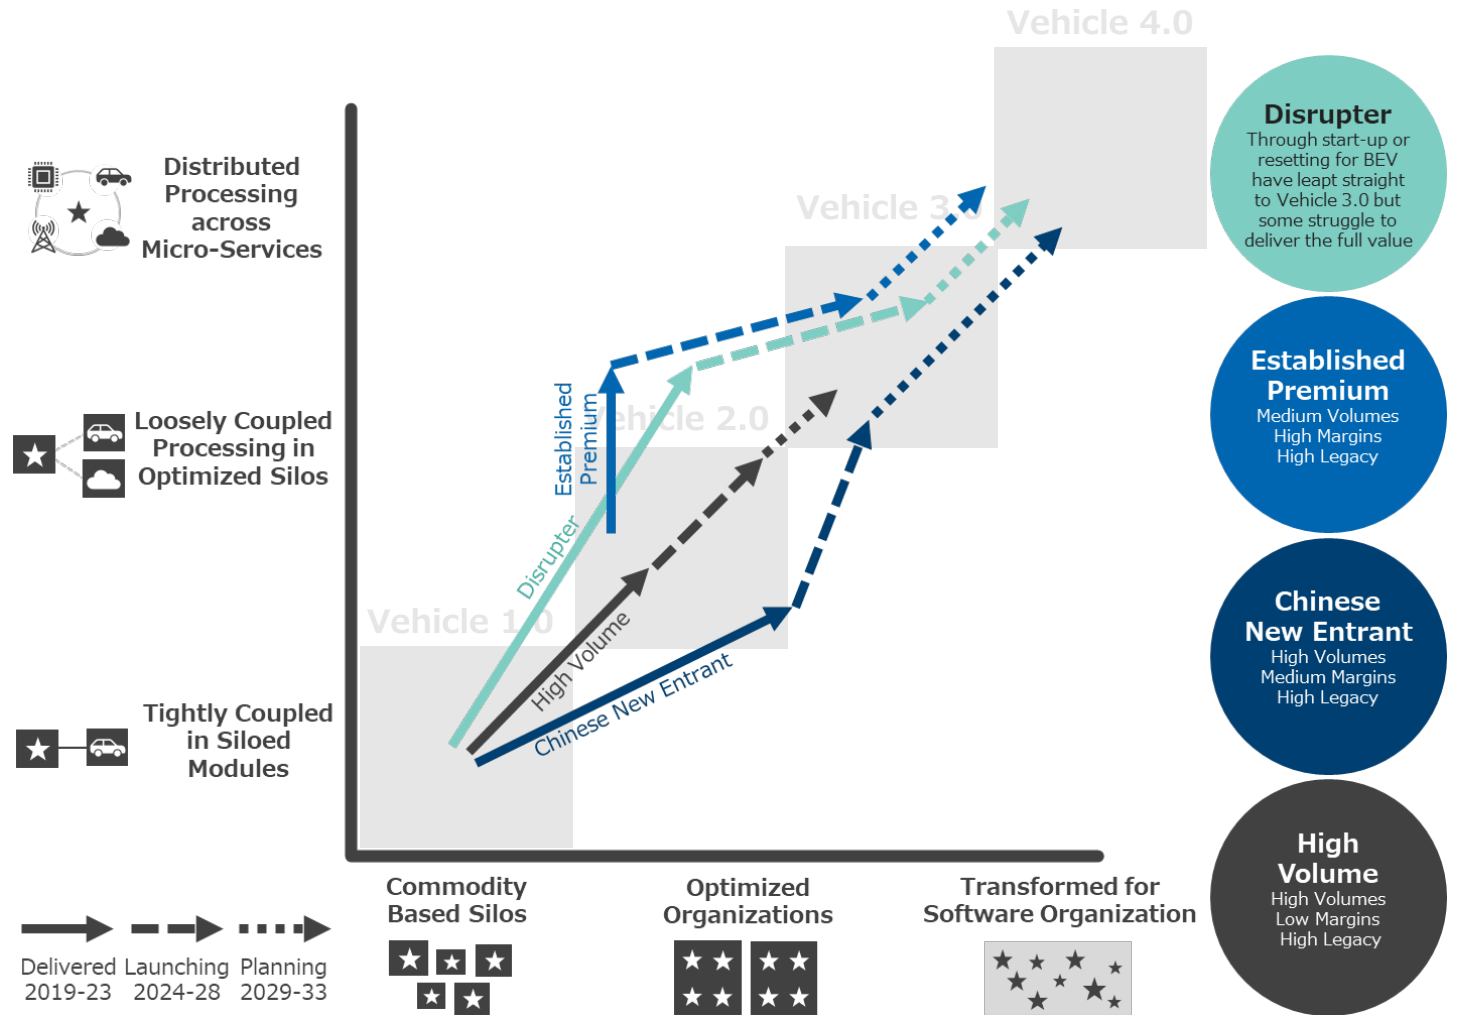 Vehicle 4.0
Vehicle 3.0
Vehicle 2.0
Vehicle 1.0
Distributed
Processing
across
Micro-Services
Loosely Coupled
Processing in
Optimized Silos
Tightly Coupled
in Siloed
Modules
Established
Premium
Disrupter
High Volume
Chinese New Entrant
Commodity
Based Silos
Optimized
Organizations
Transformed for
Software Organization
Delivered
2019-23
Launching
2024-28
Planning
2029-33
Disrupter
Through start-up or
resetting for BEV
have leapt straight
to Vehicle 3.0 but
some struggle to
deliver the full value
Established
Premium
Medium Volumes
High Margins
High Legacy
Chinese
New Entrant
High Volumes
Medium Margins
High Legacy
High
Volume
High Volumes
Low Margins
High Legacy